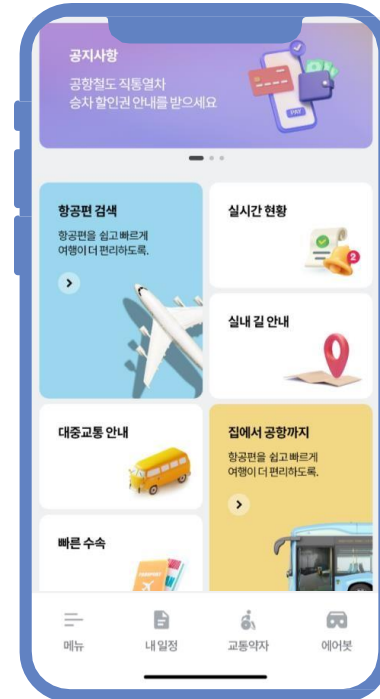 공지사항
공항철도 직통열차
승차 할인권 안내를 받으세요
PAY
항공편 검색
항공편을 쉽고 빠르게
여행이 더 편리하도록.
실시간 현황
2
실내 길 안내
대중교통 안내
집에서 공항까지
항공편을 쉽고 빠르게
여행이 더 편리하도록.
빠른 수속
메뉴
내 일정
교통약자
에어봇